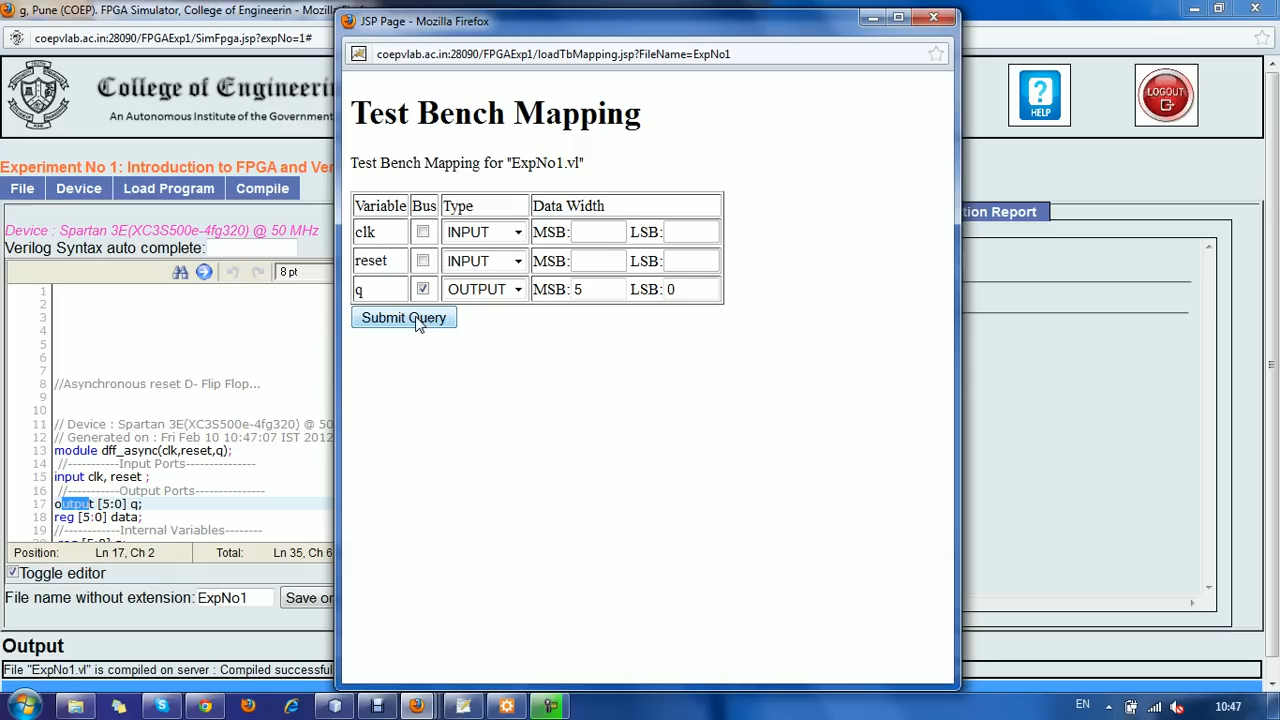 g, Pune (COEP). FPGA Simulator, College of Engineerin - Mozilla Fi
JSP Page - Mozilla Firefox
coepvlab.ac.in:28090/FPGAExp1/SimFpga.jsp?expNo=1#
coepvlab.ac.in:28090/FPGAExp1/loadTbMapping.jsp?FileName=ExpNo1
College of Engineerin
An Autonomous Institute of the Government
HELP
LOGOUT
Test Bench Mapping
Test Bench Mapping for "ExpNo1.vl"
Variable Bus Type Data Width
clk INPUT MSB: LSB:
reset INPUT MSB: LSB:
q OUTPUT MSB: 5 LSB: 0
Submit Query
Experiment No 1: Introduction to FPGA and Ver
File Device Load Program Compile
tion Report
Device : Spartan 3E(XC3S500e-4fg320) @ 50 MHz
Verilog Syntax auto complete:
8 pt
1
2
3
4
5
6
7
8 //Asynchronous reset D- Flip Flop...
9
10
11 // Device : Spartan 3E(XC3S500e-4fg320) @ 50
12 // Generated on : Fri Feb 10 10:47:07 IST 2012
13 module dff_async(clk,reset,q);
14 //-----------Input Ports---------------
15 input clk, reset ;
16 //-----------Output Ports---------------
17 output [5:0] q;
18 reg [5:0] data;
19 //-----------Internal Variables--------
Position: Ln 17, Ch 2 Total: Ln 35, Ch 6
Toggle editor
File name without extension: ExpNo1 Save on
Output
File "ExpNo1.vl" is compiled on server : Compiled successful
EN 10:47